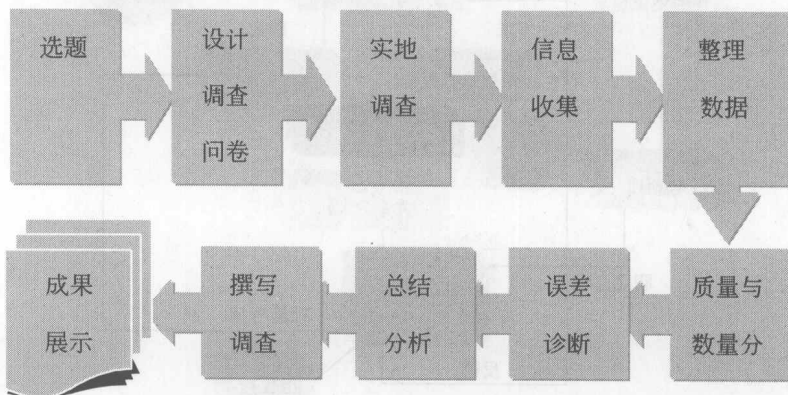 选题
设计
调查
问卷
实地
调查
信息
收集
整理
数据
质量与
数量分
误差
诊断
总结
分析
撰写
调查
成果
展示